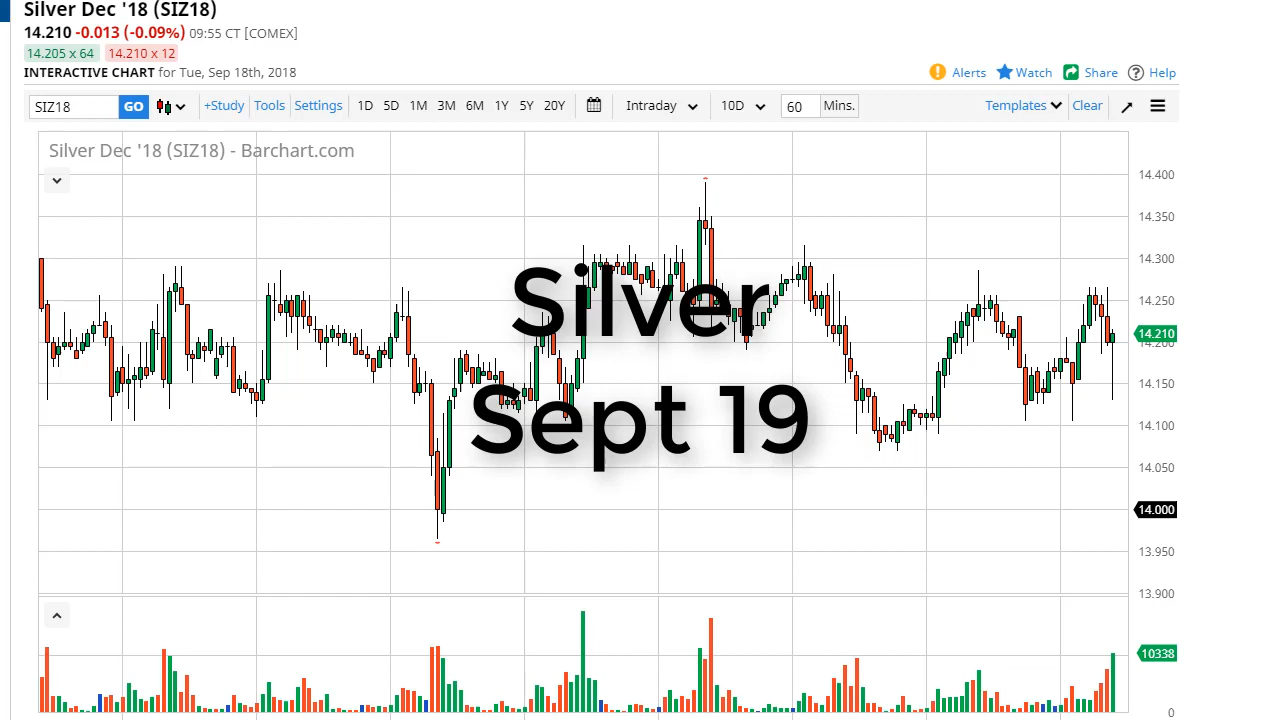 Silver Dec '18 (SIZ18)
14.210 -0.013 (-0.09%) 09:55 CT [COMEX]
14.205 x 64 14.210 x 12
INTERACTIVE CHART for Tue, Sep 18th, 2018
Alerts Watch Share Help
SIZ18 GO +Study Tools Settings 1D 5D 1M 3M 6M 1Y 5Y 20Y Intraday 10D 60 Mins. Templates Clear
Silver Dec '18 (SIZ18) - Barchart.com
14.400
14.350
14.300
14.250
14.210
14.200
14.150
14.100
14.050
14.000
13.950
13.900
Silver
Sept 19
10338
0